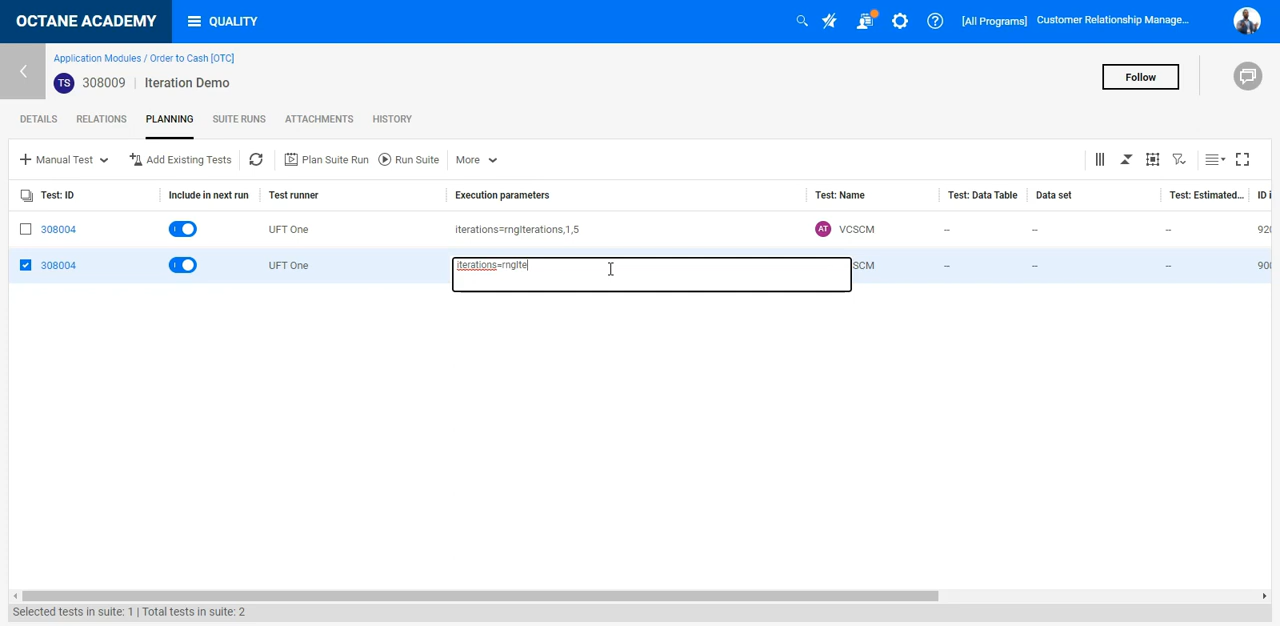 OCTANE ACADEMY
QUALITY
[All Programs]
Customer Relationship Manage...
Application Modules / Order to Cash [OTC]
TS 308009 | Iteration Demo
Follow
DETAILS
RELATIONS
PLANNING
SUITE RUNS
ATTACHMENTS
HISTORY
Manual Test
Add Existing Tests
Plan Suite Run
Run Suite
More
Test: ID
Include in next run
Test runner
Execution parameters
Test: Name
Test: Data Table
Data set
Test: Estimated...
ID i
308004 UFT One iterations=rngIterations,1,5 AT VCSCM -- -- -- 920
308004 UFT One iterations=rngIte SCM -- -- -- 900
Selected tests in suite: 1 | Total tests in suite: 2